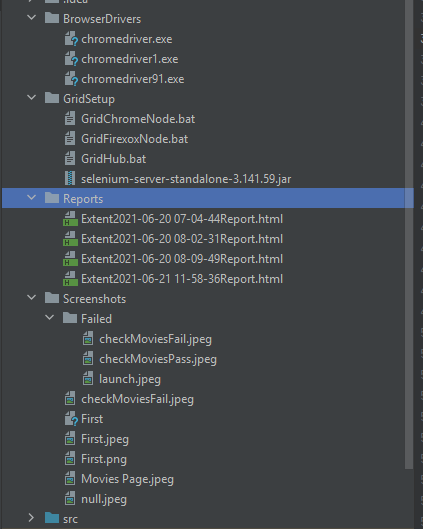 .idea
BrowserDrivers
chromedriver.exe
chromedriver1.exe
chromedriver91.exe
GridSetup
GridChromeNode.bat
GridFirexoxNode.bat
GridHub.bat
selenium-server-standalone-3.141.59.jar
Reports
Extent2021-06-20 07-04-44Report.html
Extent2021-06-20 08-02-31Report.html
Extent2021-06-20 08-09-49Report.html
Extent2021-06-21 11-58-36Report.html
Screenshots
Failed
checkMoviesFail.jpeg
checkMoviesPass.jpeg
launch.jpeg
checkMoviesFail.jpeg
First
First.jpeg
First.png
Movies Page.jpeg
null.jpeg
src